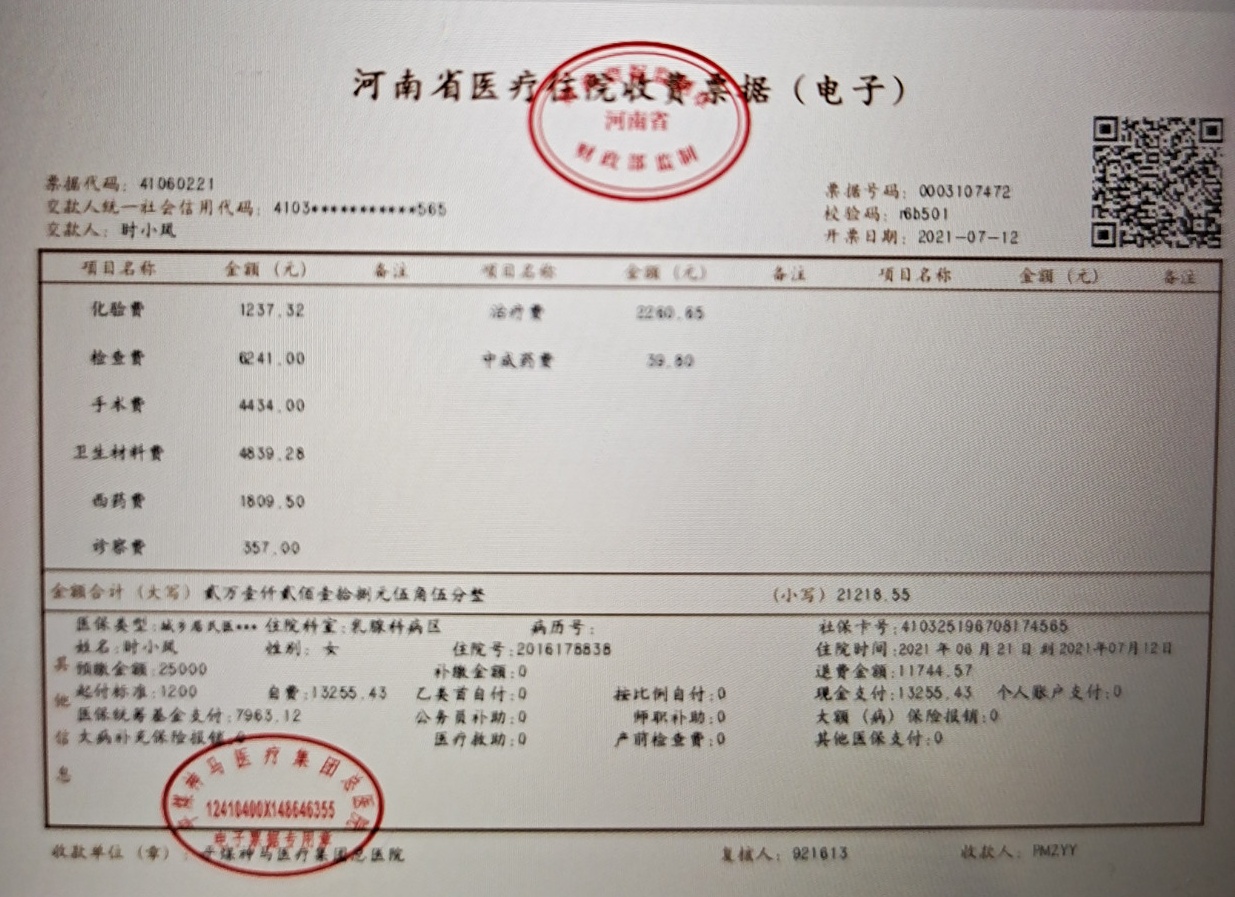 河南省医疗住院收费票据（电子）
河南省
财政部监制
票据代码：41060221
票据号码：0003107472
交款人统一社会信用代码：4103***********565
校验码：r6b501
交款人：时小凤
开票日期：2021-07-12
项目名称 金额（元） 备注 项目名称 金额（元） 备注 项目名称 金额（元） 备注
化验费 1237.32 治疗费 2260.65
检查费 6241.00 中成药费 39.80
手术费 4434.00
卫生材料费 4839.28
西药费 1809.50
诊察费 357.00
金额合计（大写）贰万壹仟贰佰壹拾捌元伍角伍分整 （小写）21218.55
其他信息
医保类型：城乡居民医*** 住院科室：乳腺科病区 病历号： 社保卡号：410325196708174565
姓名：时小凤 性别：女 住院号：2016178838 住院时间：2021年06月21日到2021年07月12日
预缴金额：25000 补缴金额：0 退费金额：11744.57
起付标准：1200 自费：13255.43 乙类首自付：0 按比例自付：0 现金支付：13255.43 个人账户支付：0
医保统筹基金支付：7963.12 公务员补助：0 师职补助：0 大额（病）保险报销：0
大病补充保险报销：0 医疗救助：0 产前检查费：0 其他医保支付：0
神马医疗集团总医院
12410400X148646355
电子票据专用章
收款单位（章）：平煤神马医疗集团总医院 复核人：921613 收款人：PMZYY